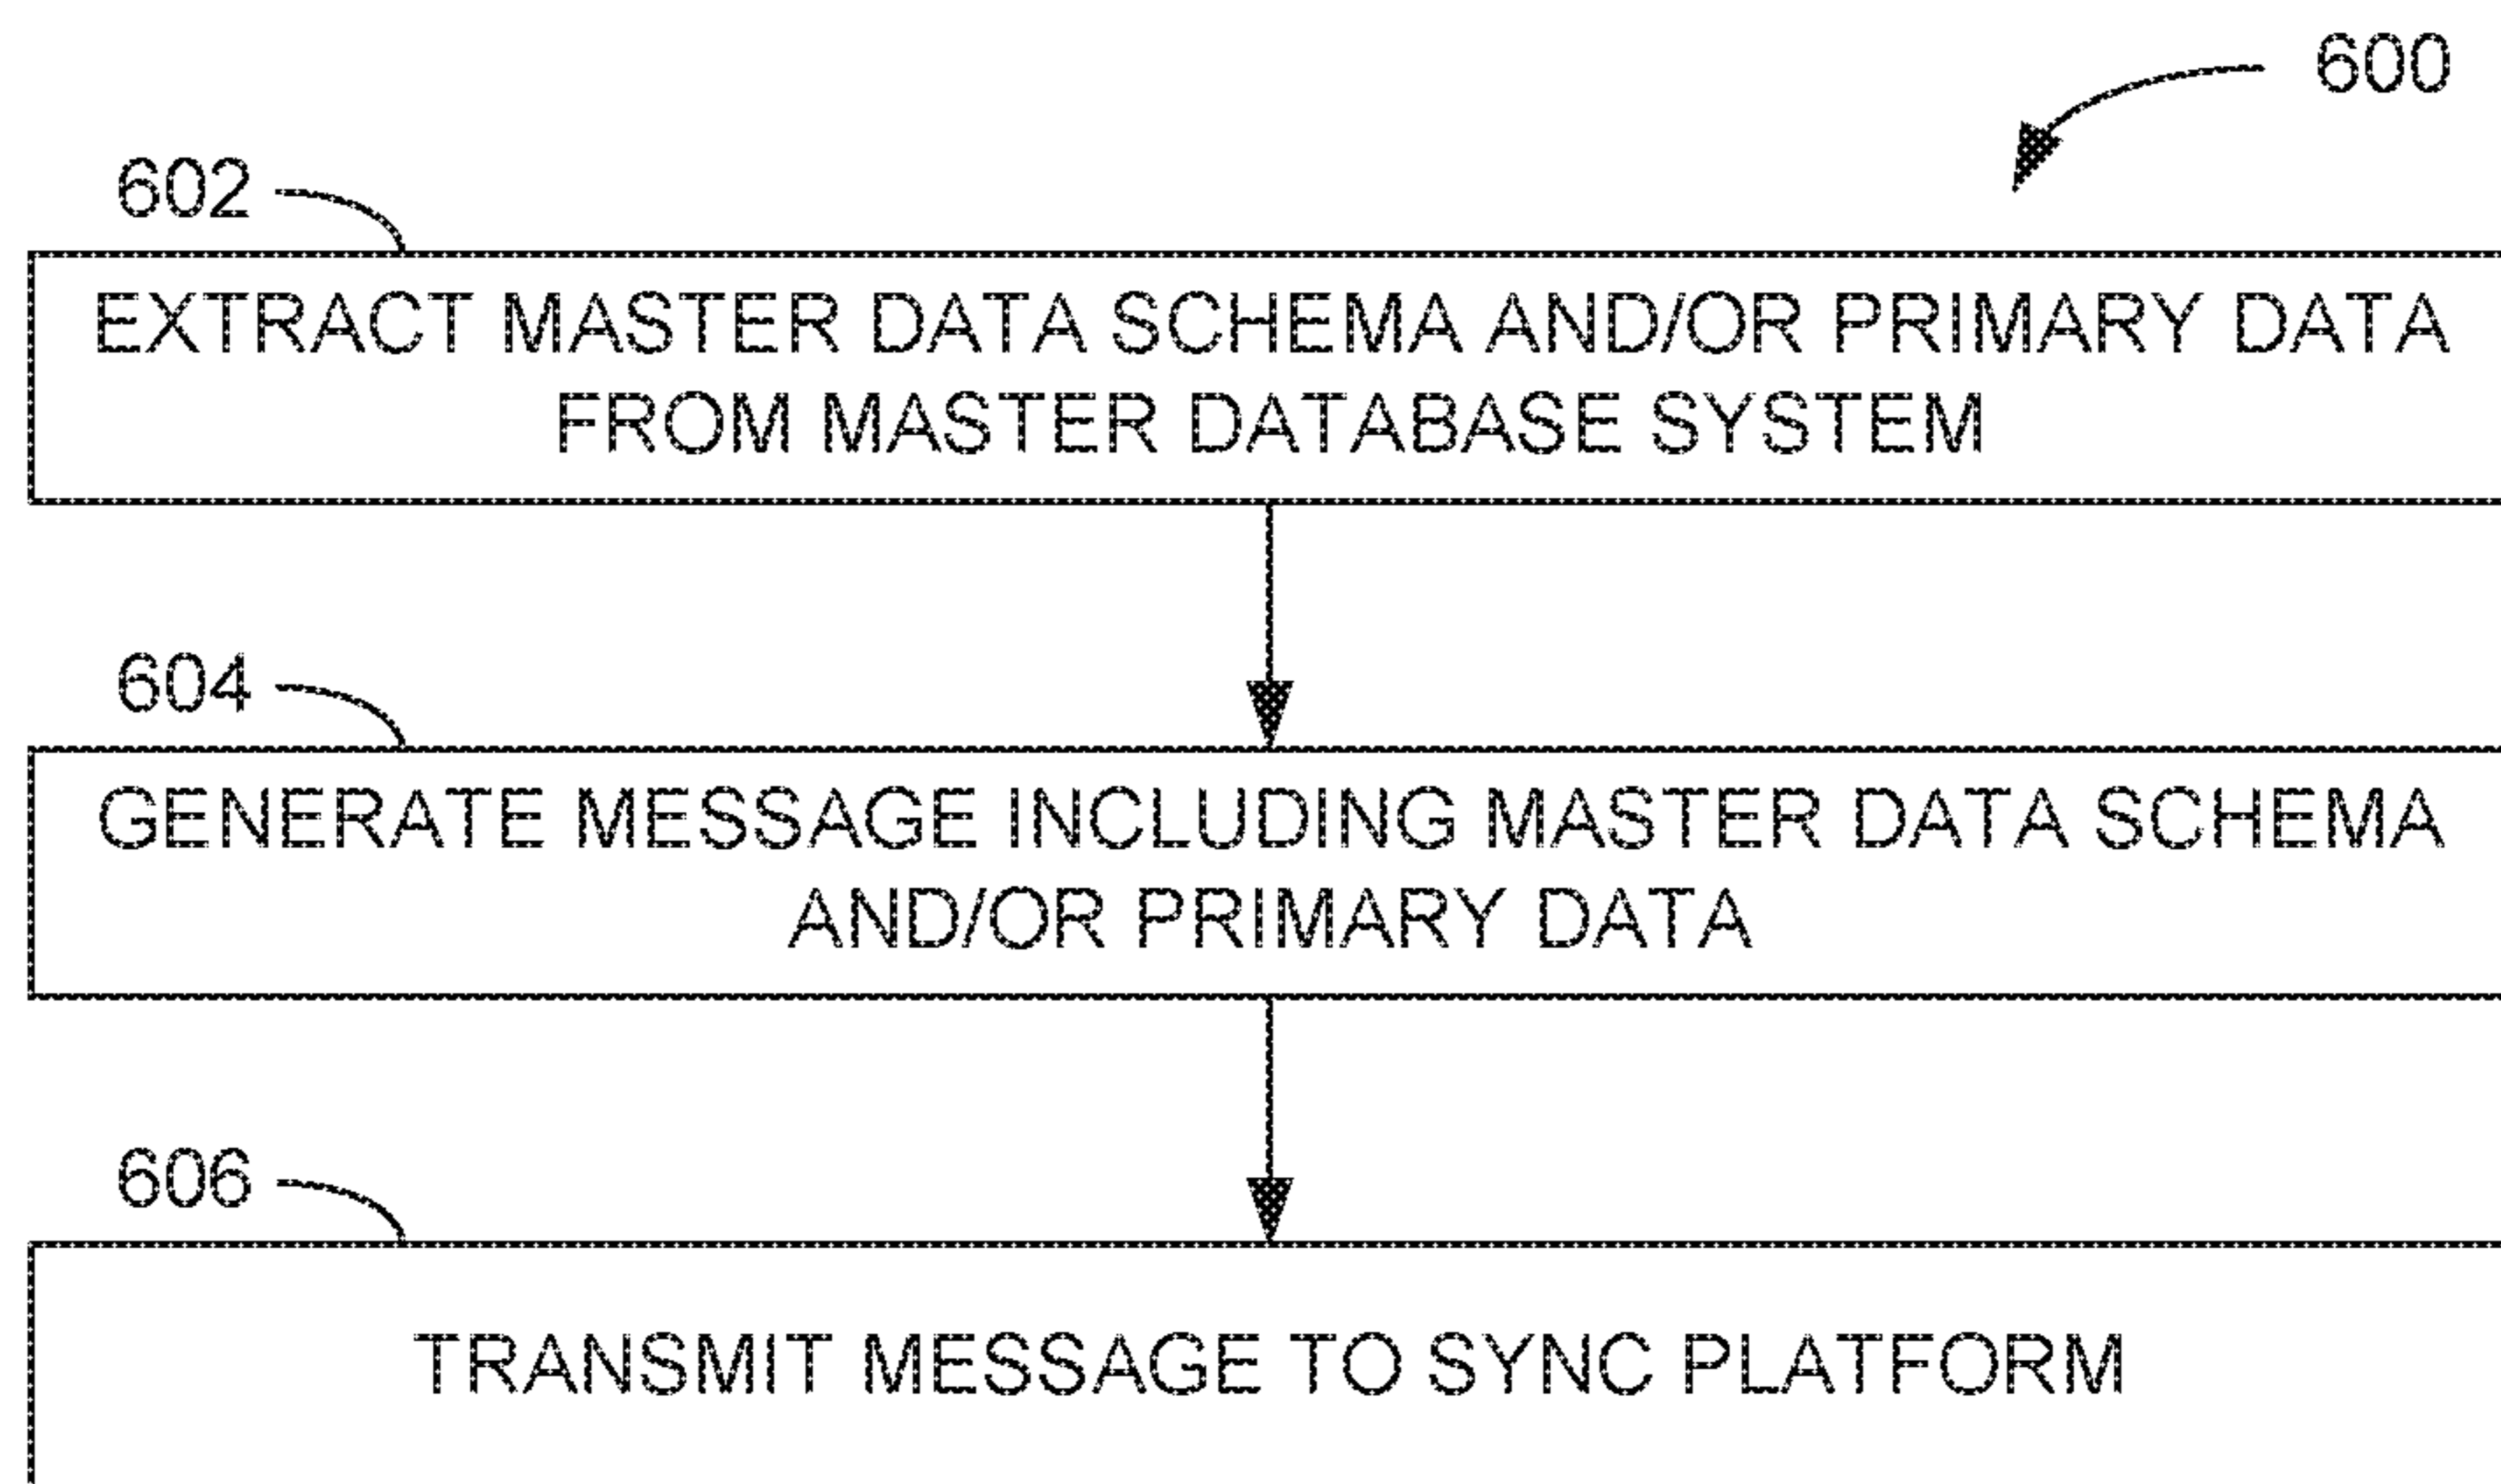 600
602
EXTRACT MASTER DATA SCHEMA AND/OR PRIMARY DATA
FROM MASTER DATABASE SYSTEM
604
GENERATE MESSAGE INCLUDING MASTER DATA SCHEMA
AND/OR PRIMARY DATA
606
TRANSMIT MESSAGE TO SYNC PLATFORM